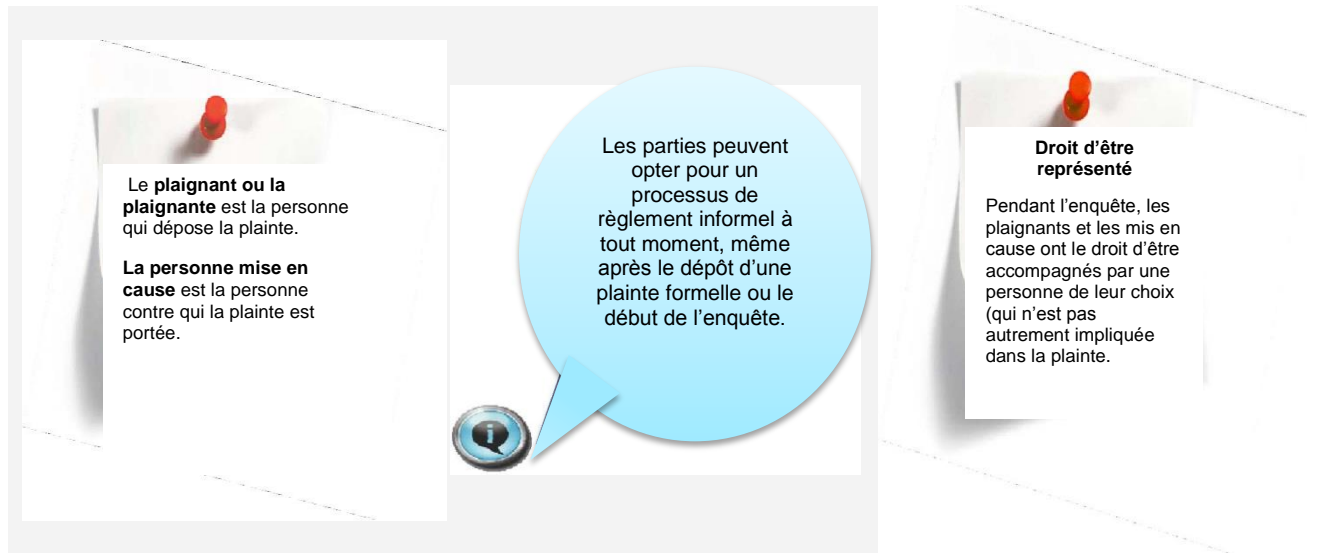 Le plaignant ou la
plaignante est la personne
qui dépose la plainte.
La personne mise en
cause est la personne
contre qui la plainte est
portée.
Les parties peuvent
opter pour un
processus de
règlement informel à
tout moment, même
après le dépôt d’une
plainte formelle ou le
début de l’enquête.
i
Droit d’être
représenté
Pendant l’enquête, les
plaignants et les mis en
cause ont le droit d’être
accompagnés par une
personne de leur choix
(qui n’est pas
autrement impliquée
dans la plainte.